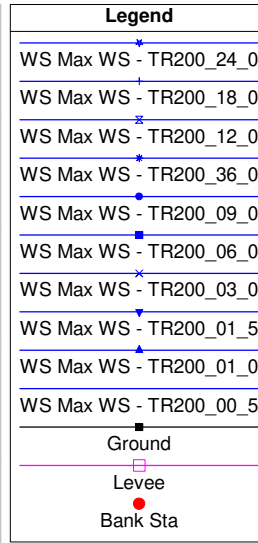 Legend
WS Max WS - TR200_24_0
WS Max WS - TR200_18_0
WS Max WS - TR200_12_0
WS Max WS - TR200_36_0
WS Max WS - TR200_09_0
WS Max WS - TR200_06_0
WS Max WS - TR200_03_0
WS Max WS - TR200_01_5
WS Max WS - TR200_01_0
WS Max WS - TR200_00_5
Ground
Levee
Bank Sta